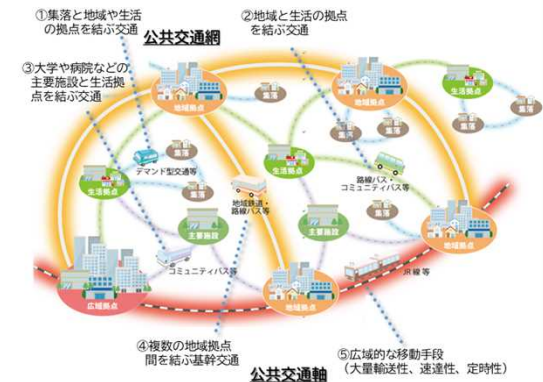 ①集落と地域や生活
の拠点を結ぶ交通
公共交通網
②地域と生活の拠点
を結ぶ交通
③大学や病院などの
主要施設と生活拠
点を結ぶ交通
地域拠点
集落
地域拠点
生活拠点
集落
集落
集落
集落
集落
デマンド型交通等
生活拠点
集落
生活拠点
路線バス・
コミュニティバス等
地域鉄道・
路線バス等
集落
主要施設
主要施設
地域拠点
コミュニティバス等
JR線 等
広域拠点
地域拠点
④複数の地域拠点
間を結ぶ基幹交通
公共交通軸
⑤広域的な移動手段
（大量輸送性、速達性、定時性）